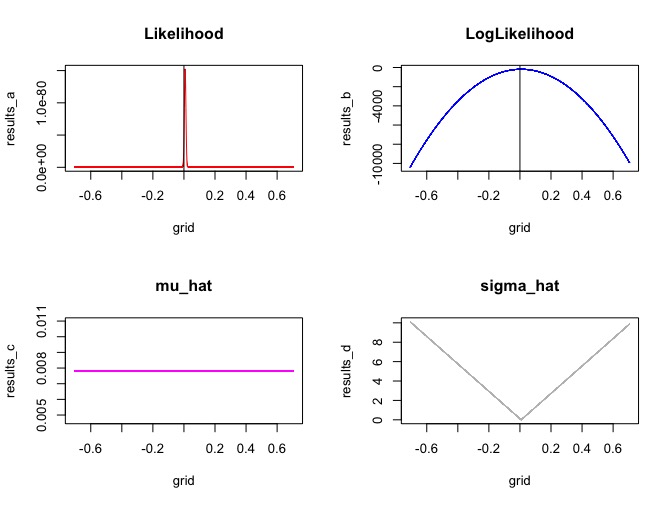 Likelihood
results_a
1.0e-80
0.0e+00
-0.6
-0.2
0.2
0.4
0.6
grid
LogLikelihood
results_b
0
-4000
-10000
-0.6
-0.2
0.2
0.4
0.6
grid
mu_hat
results_c
0.011
0.008
0.005
-0.6
-0.2
0.2
0.4
0.6
grid
sigma_hat
results_d
8
6
4
2
0
-0.6
-0.2
0.2
0.4
0.6
grid